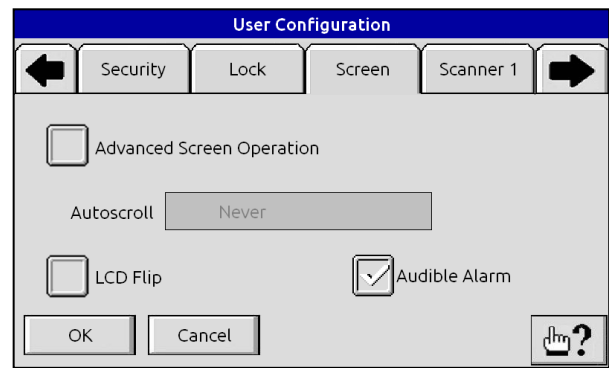 User Configuration
Security Lock Screen Scanner 1
Advanced Screen Operation
Autoscroll Never
LCD Flip Audible Alarm
OK Cancel ?